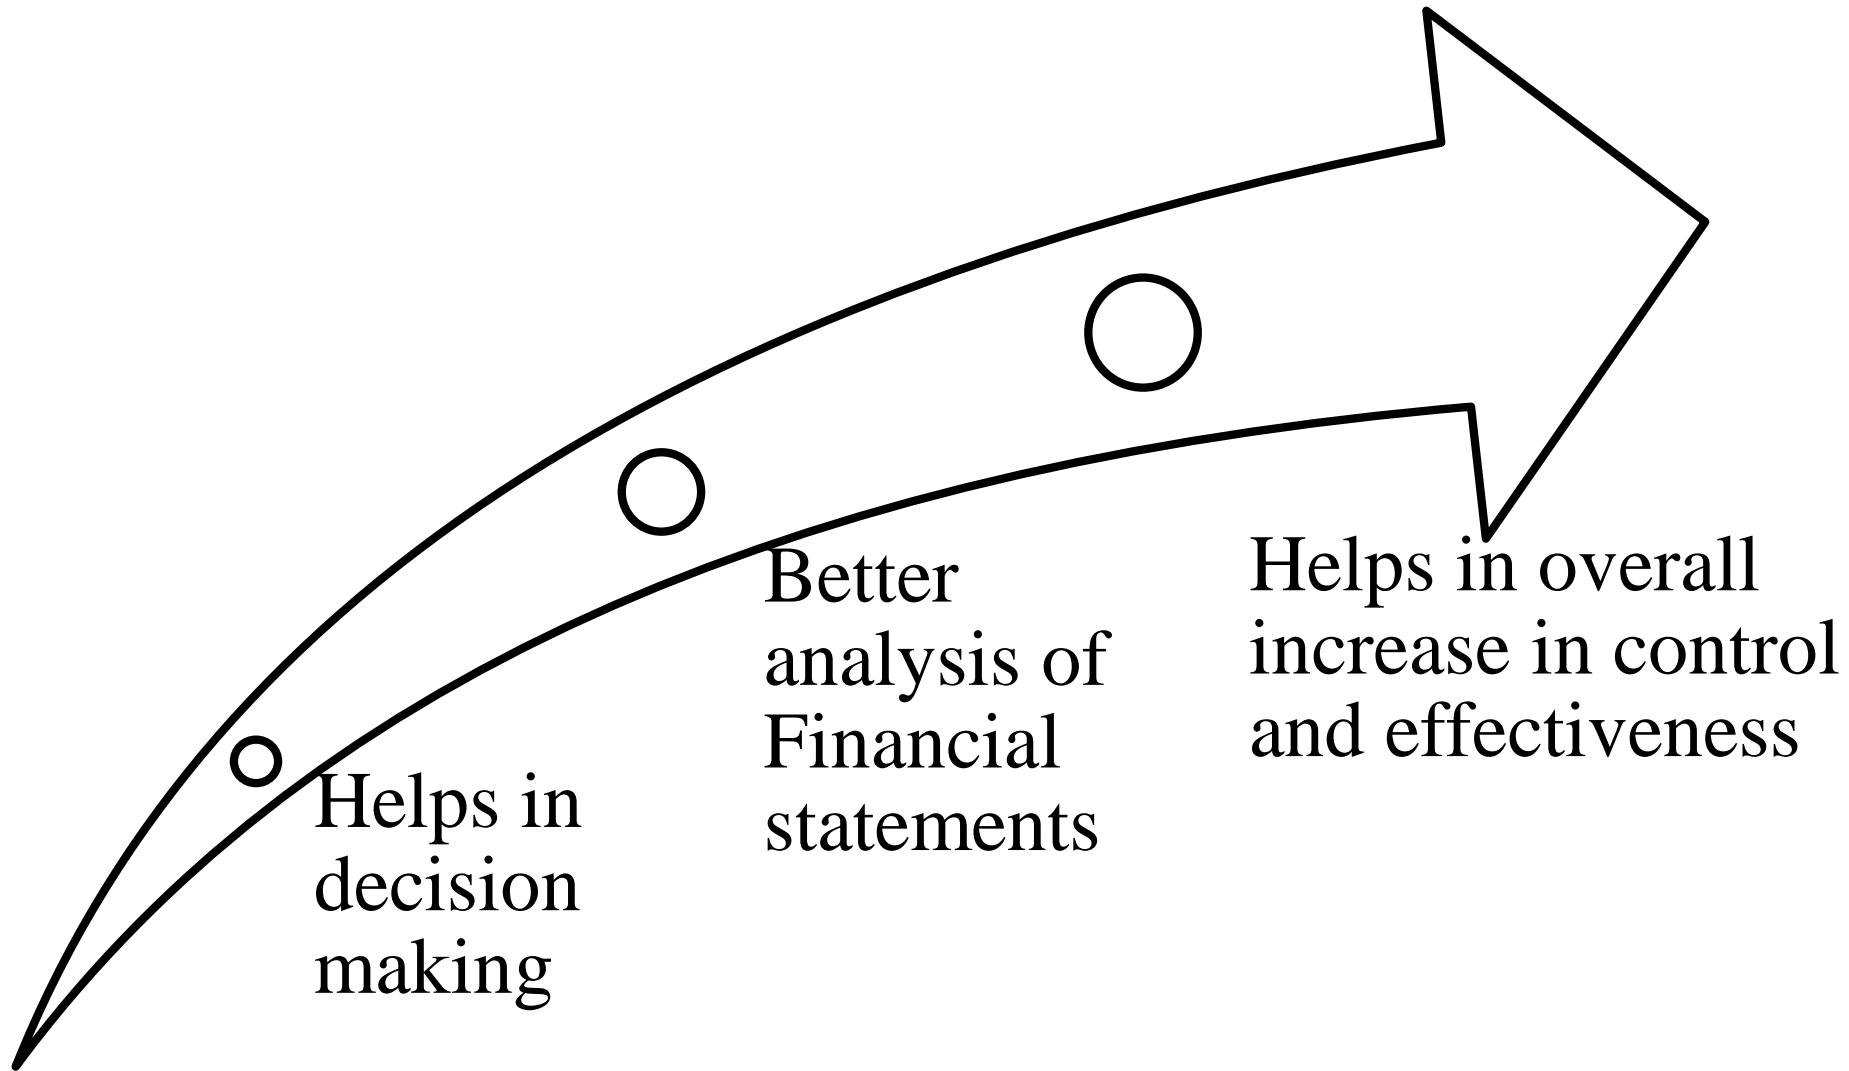 Helps in
decision
making
Better
analysis of
Financial
statements
Helps in overall
increase in control
and effectiveness